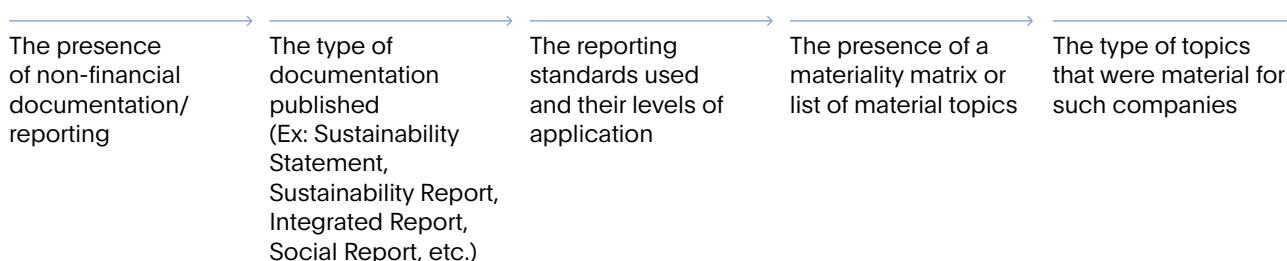 The presence
of non-financial
documentation/
reporting
The type of
documentation
published
(Ex: Sustainability
Statement,
Sustainability Report,
Integrated Report,
Social Report, etc.)
The reporting
standards used
and their levels of
application
The presence of a
materiality matrix or
list of material topics
The type of topics
that were material for
such companies